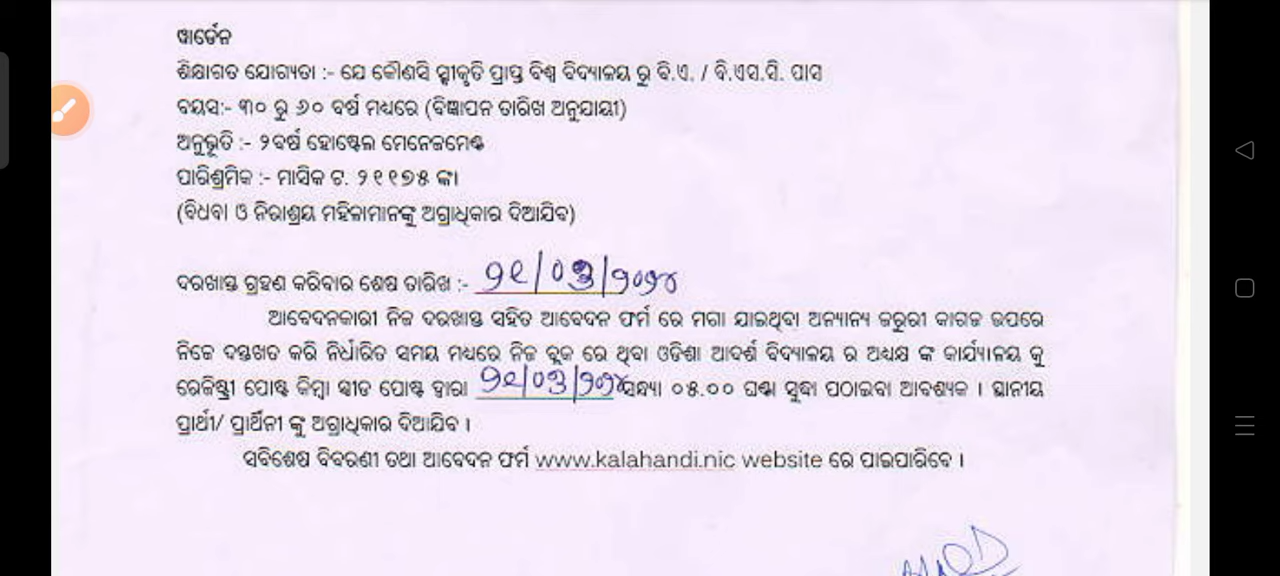 ୱାର୍ଡେନ
ଶିକ୍ଷାଗତ ଯୋଗ୍ୟତା :- ଯେ କୌଣସି ସ୍ଵୀକୃତି ପ୍ରାପ୍ତ ବିଶ୍ଵ ବିଦ୍ୟାଳୟ ରୁ ବି.ଏ. / ବି.ଏସ.ସି. ପାସ
ବୟସ:- ୩୦ ରୁ ୬୦ ବର୍ଷ ମଧ୍ୟରେ (ବିଜ୍ଞାପନ ତାରିଖ ଅନୁଯାୟୀ)
ଅନୁଭୂତି :- ୨ବର୍ଷ ହୋଷ୍ଟେଲ ମେନେଜମେଣ୍ଟ
ପାରିଶ୍ରମିକ :- ମାସିକ ଟ. ୨୧୧୭୫ ଙ୍କା
(ବିଧବା ଓ ନିରାଶ୍ରୟ ମହିଳାମାନଙ୍କୁ ଅଗ୍ରାଧିକାର ଦିଆଯିବ)
ଦରଖାସ୍ତ ଗ୍ରହଣ କରିବାର ଶେଷ ତାରିଖ :-
ଆବେଦନକାରୀ ନିଜ ଦରଖାସ୍ତ ସହିତ ଆବେଦନ ଫର୍ମ ରେ ମଗା ଯାଇଥିବା ଅନ୍ୟାନ୍ୟ ଜରୁରୀ କାଗଜ ଉପରେ
ନିଜେ ଦସ୍ତଖତ କରି ନିର୍ଧାରିତ ସମୟ ମଧ୍ୟରେ ନିଜ ବ୍ଲକ ରେ ଥିବା ଓଡିଶା ଆଦର୍ଶ ବିଦ୍ୟାଳୟ ର ଅଧ୍ୟକ୍ଷ ଙ୍କ କାର୍ଯ୍ୟାଳୟ କୁ
ରେଜିଷ୍ଟ୍ରୀ ପୋଷ୍ଟ କିମ୍ବା ସ୍ପୀଡ ପୋଷ୍ଟ ଦ୍ଵାରା ସନ୍ଧ୍ୟା ୦୫.୦୦ ଘଣ୍ଟା ସୁଦ୍ଧା ପଠାଇବା ଆବଶ୍ୟକ । ସ୍ଥାନୀୟ
ପ୍ରାର୍ଥୀ/ ପ୍ରାର୍ଥିନୀ ଙ୍କୁ ଅଗ୍ରାଧିକାର ଦିଆଯିବ ।
ସବିଶେଷ ବିବରଣୀ ତଥା ଆବେଦନ ଫର୍ମ www.kalahandi.nic website ରେ ପାଇପାରିବେ ।